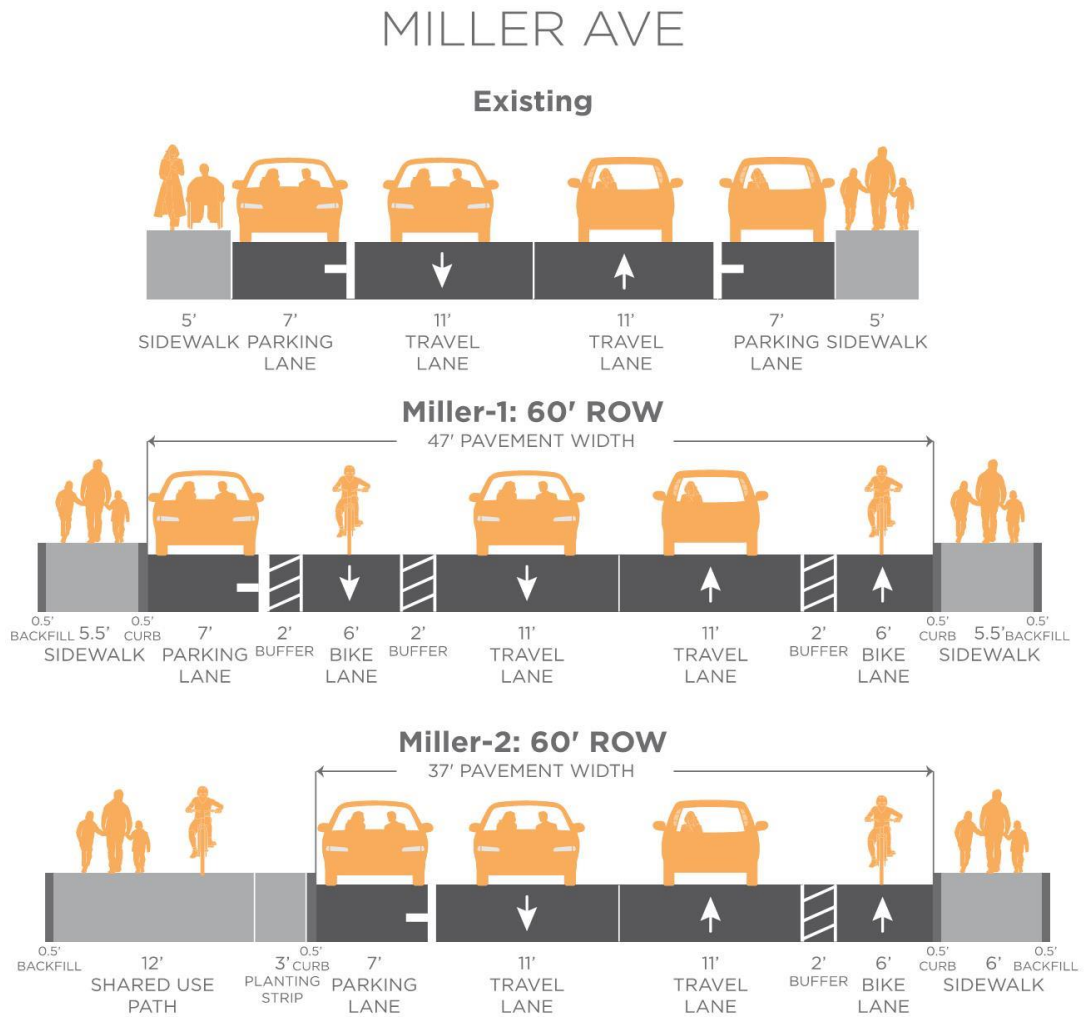 MILLER AVE
Existing
5' 7' 11' 11' 7' 5'
SIDEWALK PARKING TRAVEL TRAVEL PARKING SIDEWALK
LANE LANE LANE LANE
Miller-1: 60' ROW
47' PAVEMENT WIDTH
0.5' 5.5' 0.5' 7' 2' 6' 2' 11' 11' 2' 6' 0.5' 5.5' 0.5'
BACKFILL CURB BUFFER BUFFER BUFFER CURB BACKFILL
SIDEWALK PARKING BIKE TRAVEL TRAVEL BIKE SIDEWALK
LANE LANE LANE LANE LANE
Miller-2: 60' ROW
37' PAVEMENT WIDTH
0.5' 12' 3' 0.5' 7' 11' 11' 2' 6' 0.5' 6' 0.5'
BACKFILL CURB BUFFER CURB BACKFILL
SHARED USE PLANTING PARKING TRAVEL TRAVEL BIKE SIDEWALK
PATH STRIP LANE LANE LANE LANE